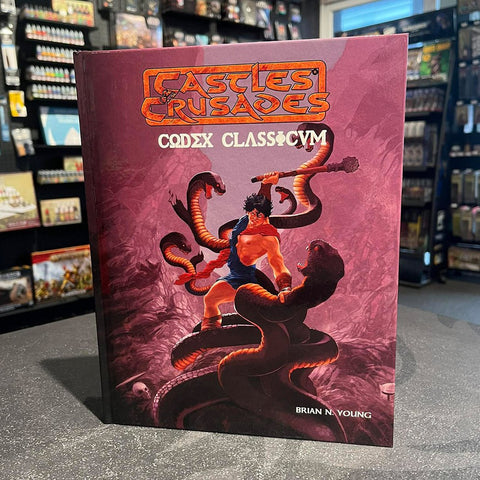 CASTLES
& CRUSADES
CODEX CLASSICVM
BRIAN N. YOUNG